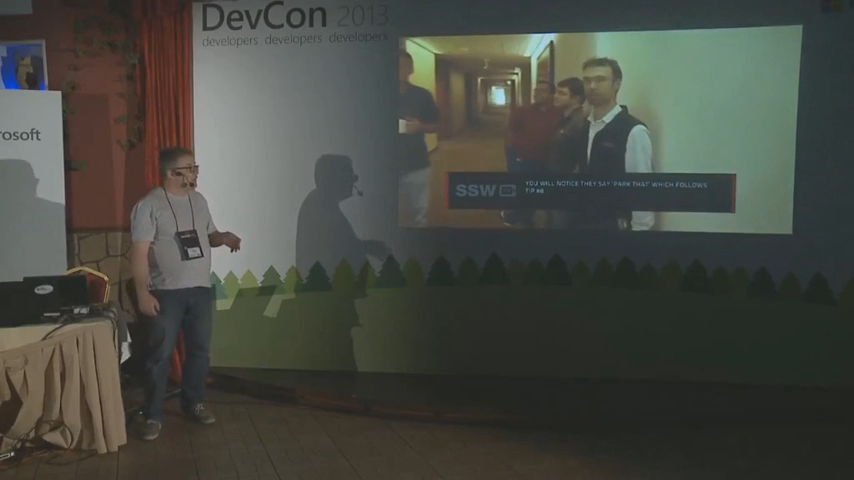 DevCon 2013
developers developers developers
rosoft
SSW
YOU WILL NOTICE THEY SAY 'PARK THAT' WHICH FOLLOWS
TIP #8